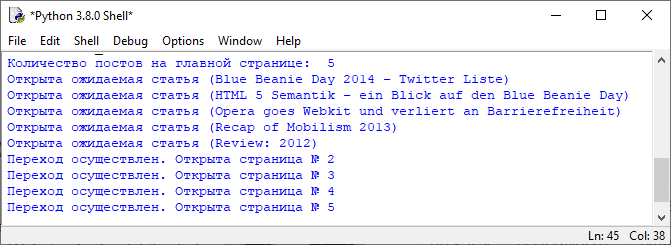 *Python 3.8.0 Shell*
File Edit Shell Debug Options Window Help
Количество постов на плавной странице: 5
Открыта ожидаемая статья (Blue Beanie Day 2014 – Twitter Liste)
Открыта ожидаемая статья (HTML 5 Semantik – ein Blick auf den Blue Beanie Day)
Открыта ожидаемая статья (Opera goes Webkit und verliert an Barrierefreiheit)
Открыта ожидаемая статья (Recap of Mobilism 2013)
Открыта ожидаемая статья (Review: 2012)
Переход осуществлен. Открыта страница № 2
Переход осуществлен. Открыта страница № 3
Переход осуществлен. Открыта страница № 4
Переход осуществлен. Открыта страница № 5
Ln: 45 Col: 38